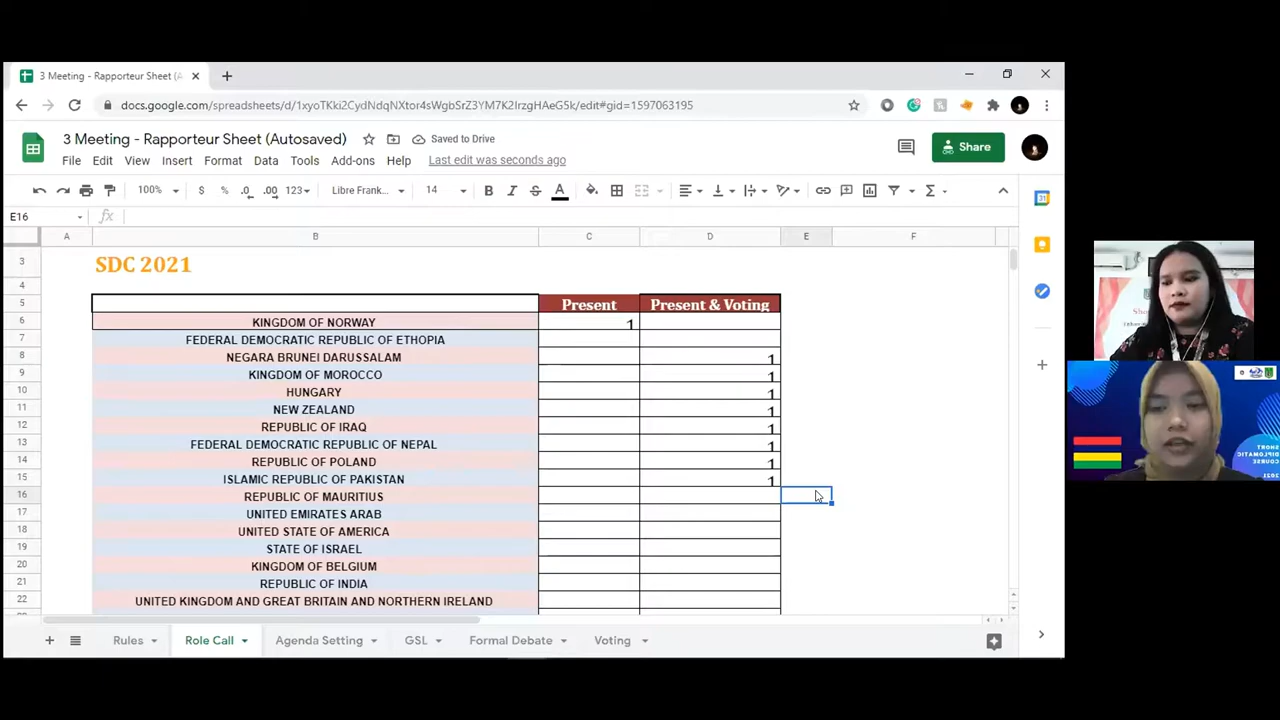 3 Meeting - Rapporteur Sheet (A
docs.google.com/spreadsheets/d/1xyoTKki2CydNdqNXtor4sWgbSrZ3YM7K2IrzgHAeG5k/edit#gid=1597063195
3 Meeting - Rapporteur Sheet (Autosaved)
Saved to Drive
File Edit View Insert Format Data Tools Add-ons Help Last edit was seconds ago
Share
100% $ % .0 .00 123 Libre Frank... 14 B I S A
E16 fx
A B C D E F
3 SDC 2021
4
5 Present Present & Voting
6 KINGDOM OF NORWAY 1
7 FEDERAL DEMOCRATIC REPUBLIC OF ETHOPIA
8 NEGARA BRUNEI DARUSSALAM 1
9 KINGDOM OF MOROCCO 1
10 HUNGARY 1
11 NEW ZEALAND 1
12 REPUBLIC OF IRAQ 1
13 FEDERAL DEMOCRATIC REPUBLIC OF NEPAL 1
14 REPUBLIC OF POLAND 1
15 ISLAMIC REPUBLIC OF PAKISTAN 1
16 REPUBLIC OF MAURITIUS
17 UNITED EMIRATES ARAB
18 UNITED STATE OF AMERICA
19 STATE OF ISRAEL
20 KINGDOM OF BELGIUM
21 REPUBLIC OF INDIA
22 UNITED KINGDOM AND GREAT BRITAIN AND NORTHERN IRELAND
Rules Role Call Agenda Setting GSL Formal Debate Voting
31
SHORT
DIPLOMATIC
COURSE
2021